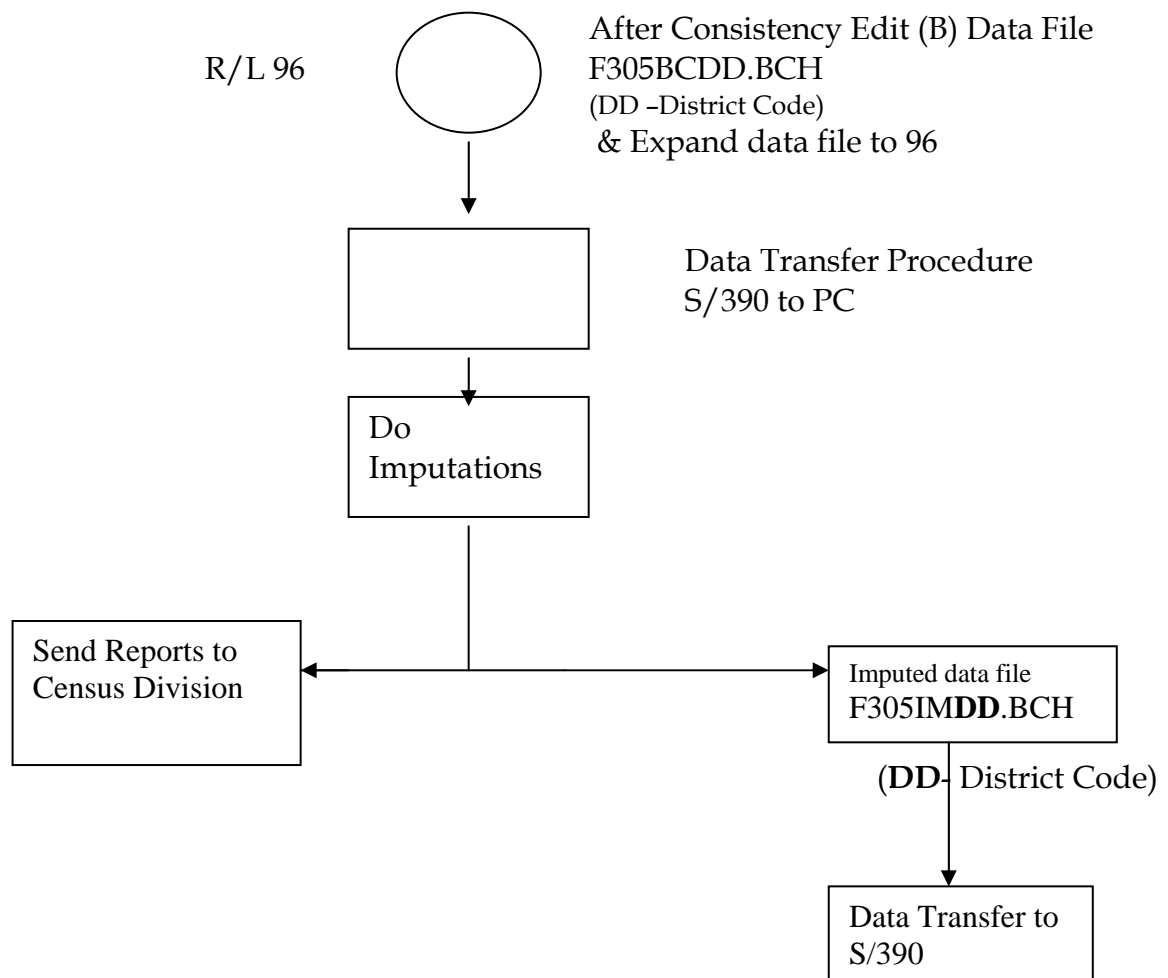 R/L 96
After Consistency Edit (B) Data File
F305BCDD.BCH
(DD –District Code)
& Expand data file to 96
Data Transfer Procedure
S/390 to PC
Do
Imputations
Send Reports to
Census Division
Imputed data file
F305IMDD.BCH
(DD- District Code)
Data Transfer to
S/390